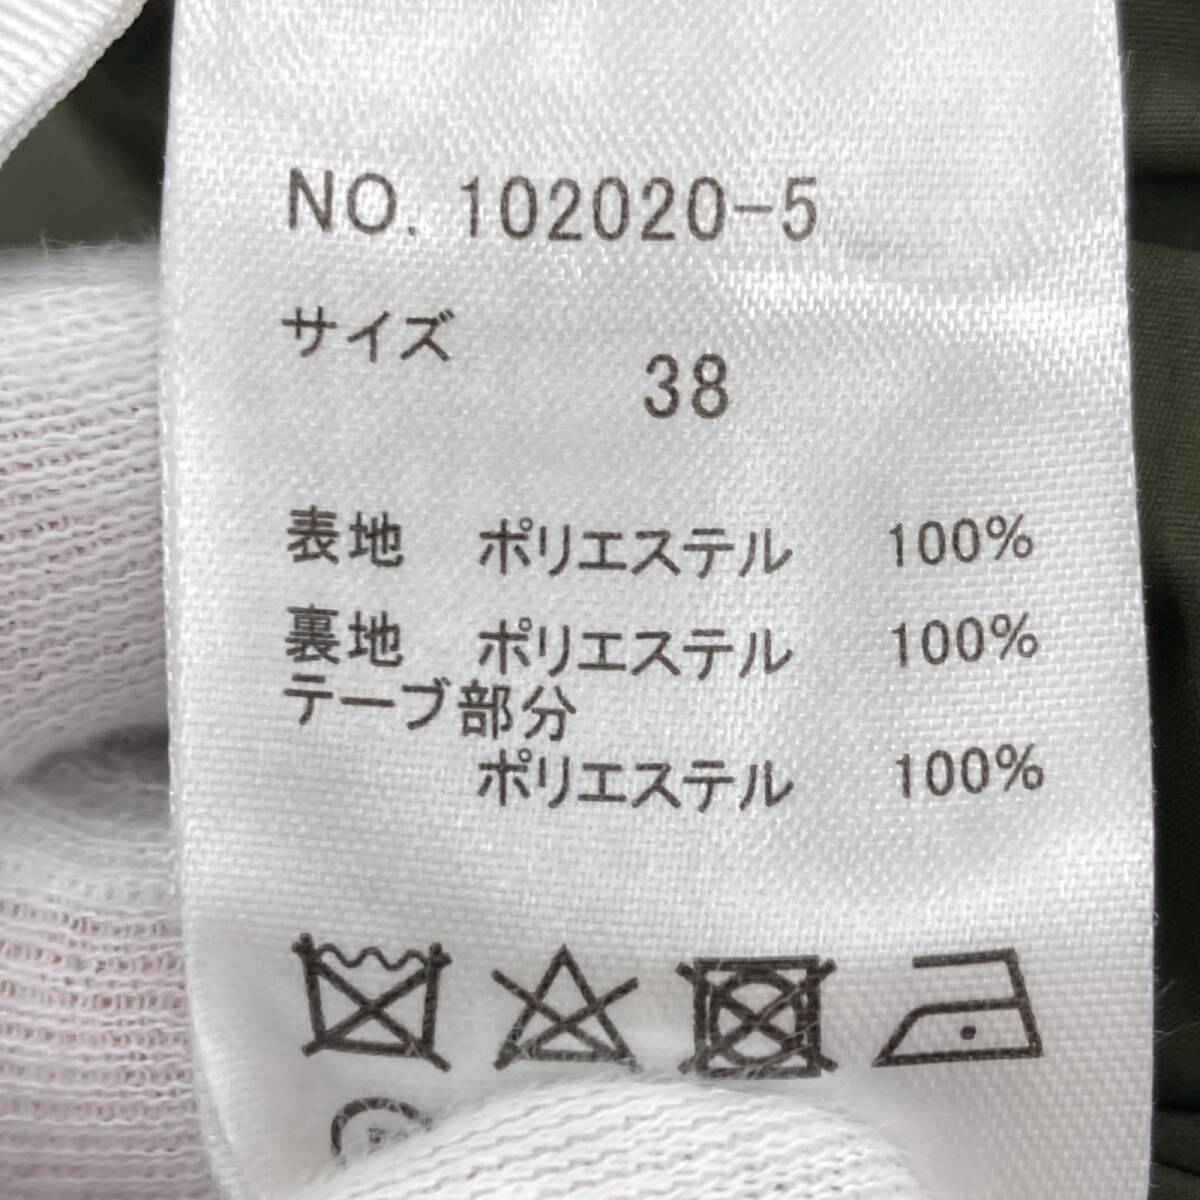 NO. 102020-5
サイズ
38
表地 ポリエステル 100%
裏地 ポリエステル 100%
テープ部分
ポリエステル 100%